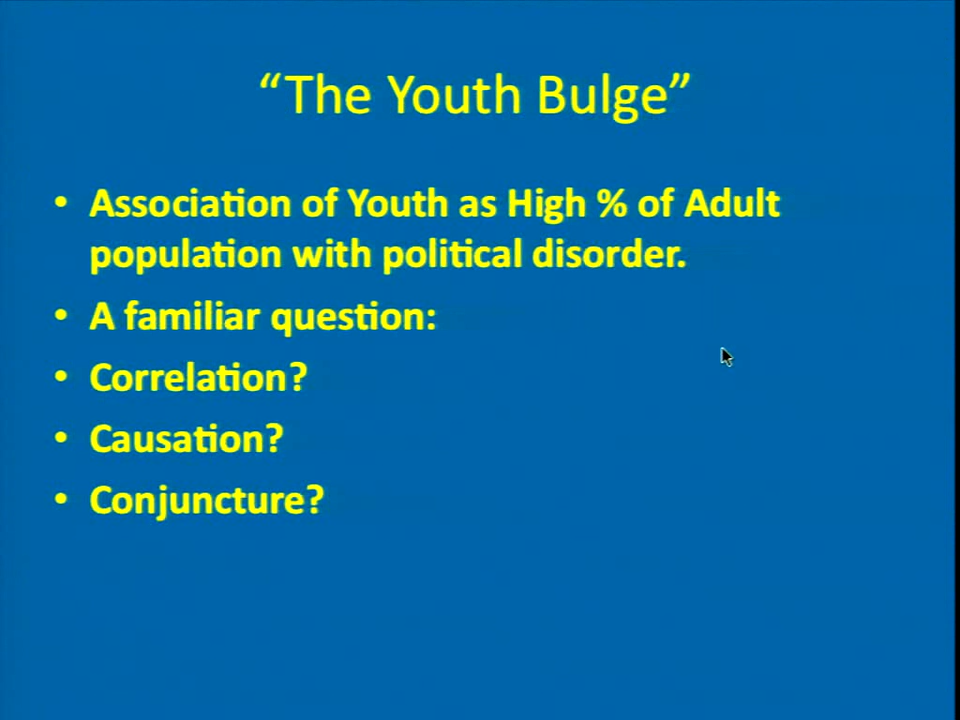 “The Youth Bulge”
• Association of Youth as High % of Adult
population with political disorder.
• A familiar question:
• Correlation?
• Causation?
• Conjuncture?